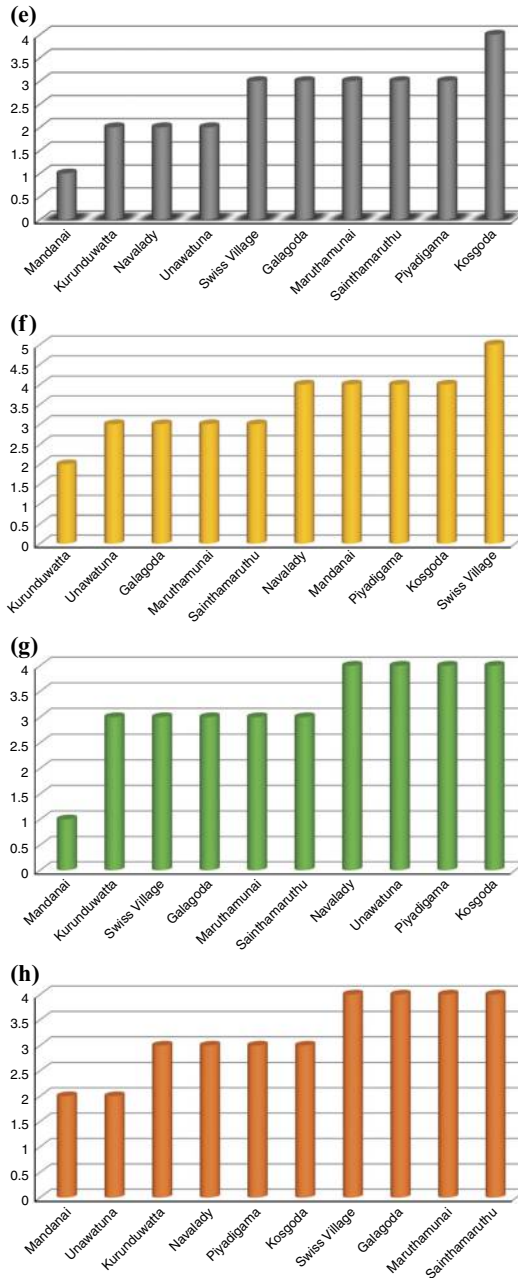 (e)
4
3.5
3
2.5
2
1.5
1
0.5
0
Mandanai
Kurunduwatta
Navalady
Unawatuna
Swiss Village
Galagoda
Maruthamunai
Sainthamaruthu
Piyadigama
Kosgoda
(f)
5
4.5
4
3.5
3
2.5
2
1.5
1
0.5
0
Kurunduwatta
Unawatuna
Galagoda
Maruthamunai
Sainthamaruthu
Navalady
Mandanai
Piyadigama
Kosgoda
Swiss Village
(g)
4
3.5
3
2.5
2
1.5
1
0.5
0
Mandanai
Kurunduwatta
Swiss Village
Galagoda
Maruthamunai
Sainthamaruthu
Navalady
Unawatuna
Piyadigama
Kosgoda
(h)
4
3.5
3
2.5
2
1.5
1
0.5
0
Mandanai
Unawatuna
Kurunduwatta
Navalady
Piyadigama
Kosgoda
Swiss Village
Galagoda
Maruthamunai
Sainthamaruthu